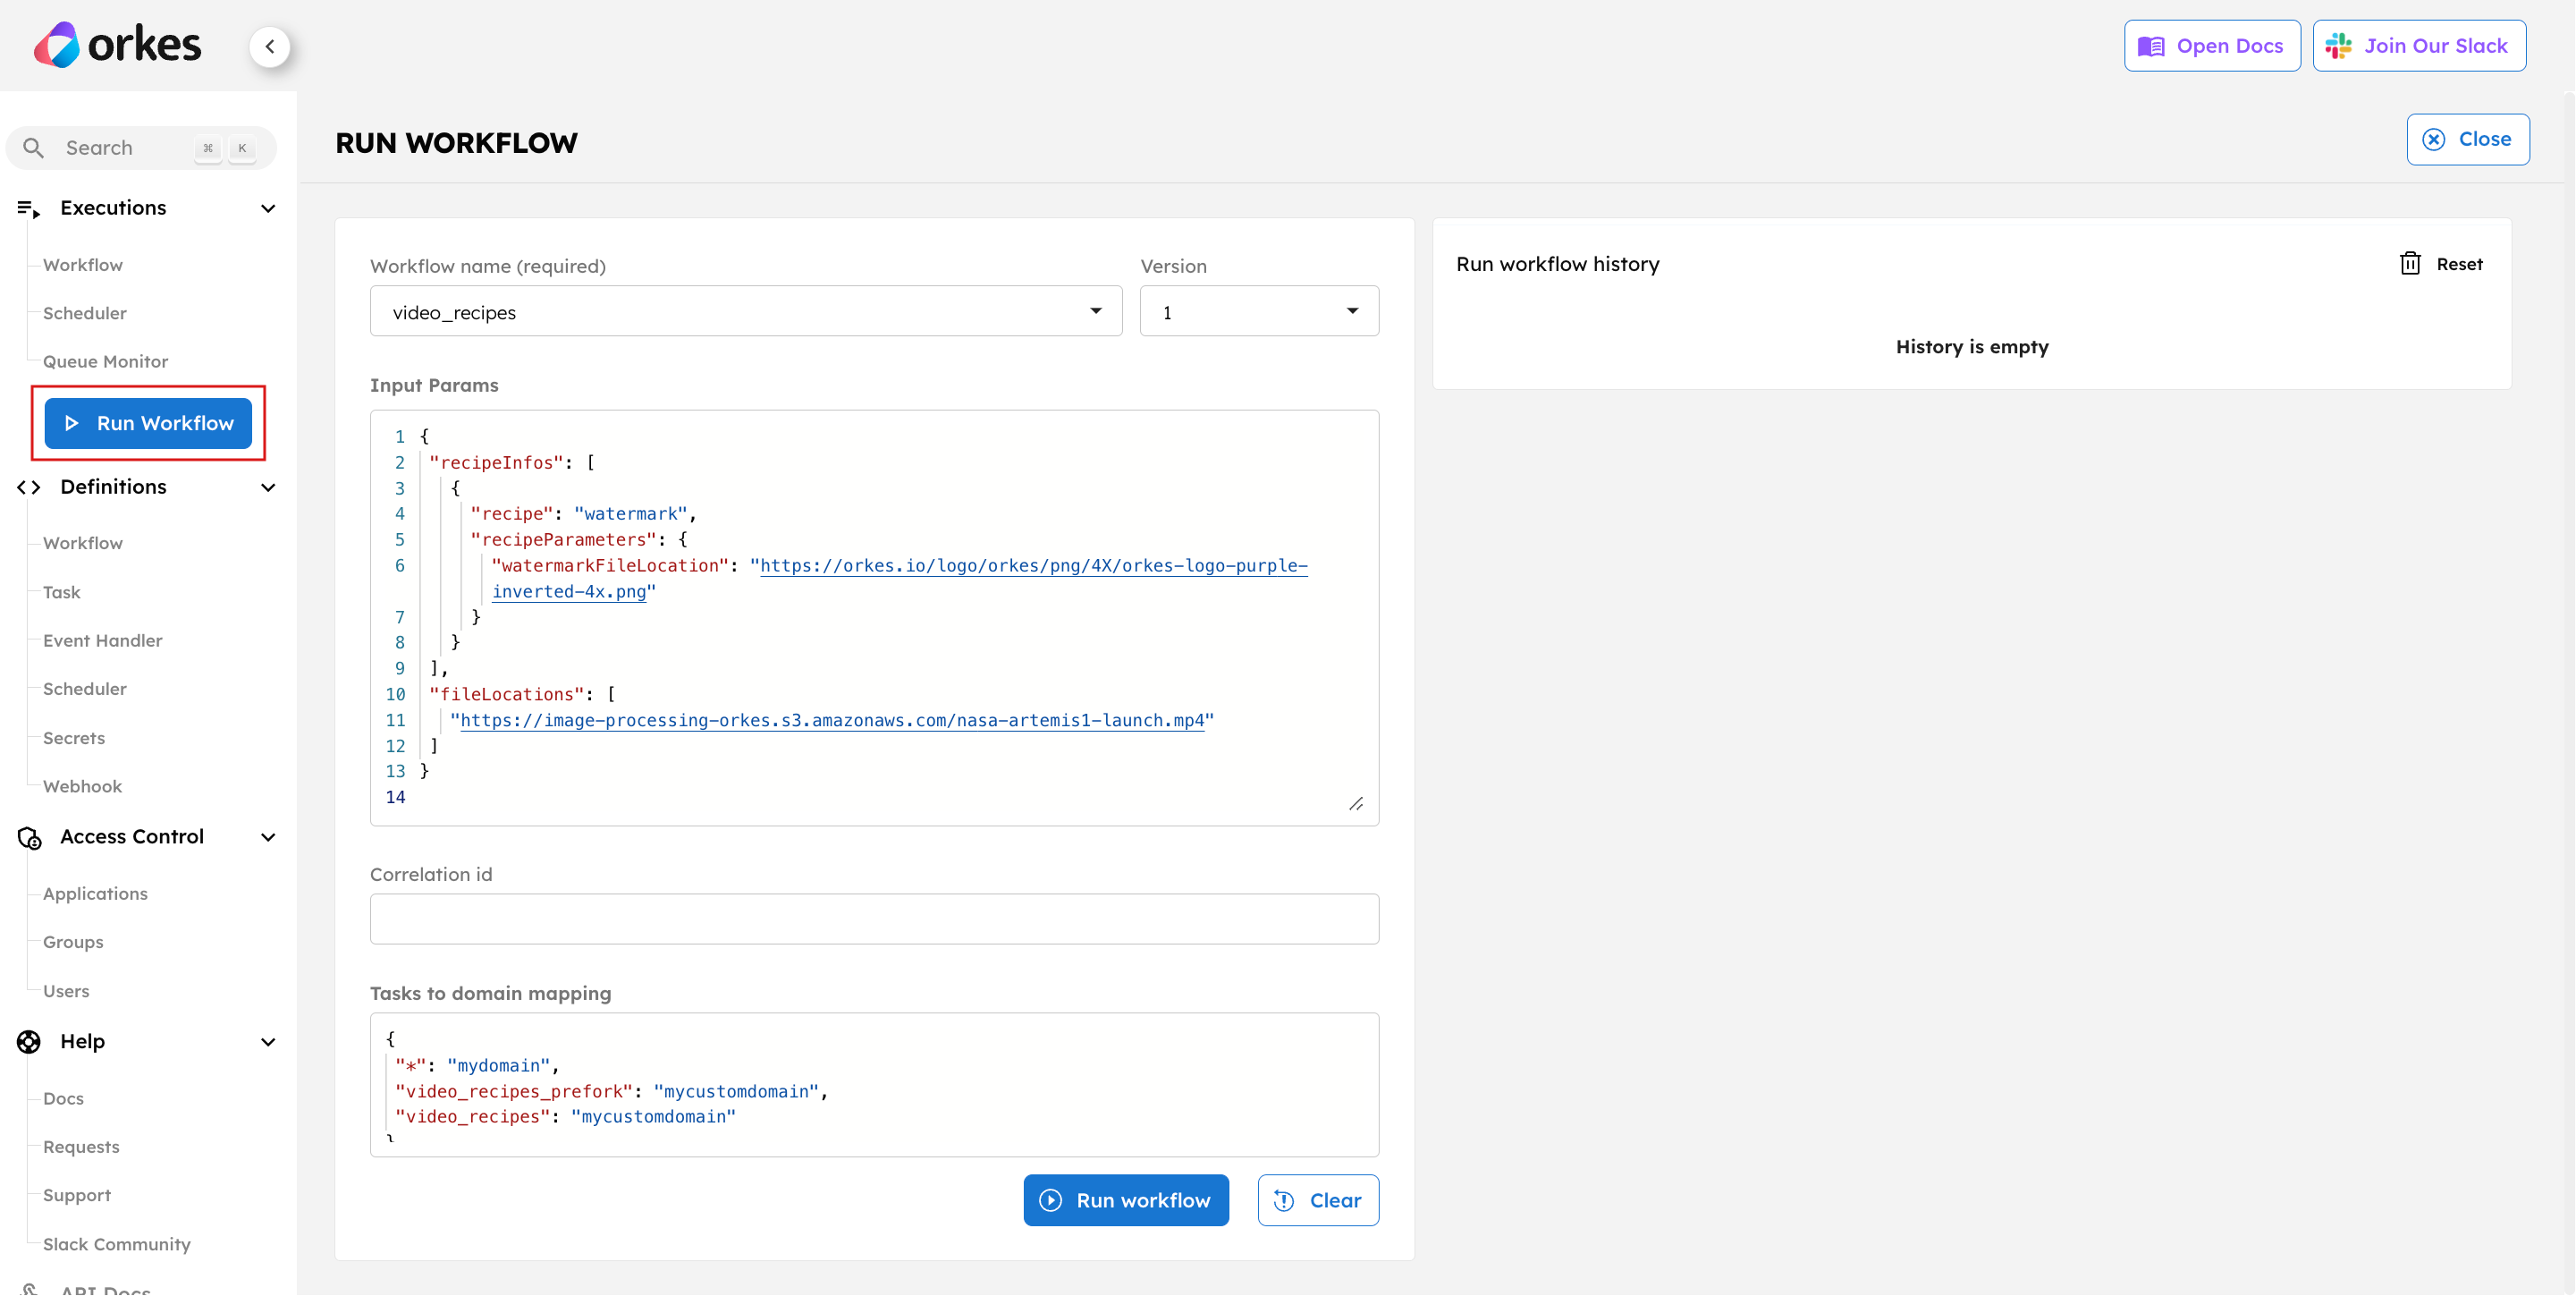 orkes
Open Docs
Join Our Slack
Search ⌘ K
RUN WORKFLOW
Close
Executions
Workflow
Scheduler
Queue Monitor
Run Workflow
Definitions
Workflow
Task
Event Handler
Scheduler
Secrets
Webhook
Access Control
Applications
Groups
Users
Help
Docs
Requests
Support
Slack Community
API Docs
Workflow name (required)
Version
video_recipes
1
Input Params
1 {
2 "recipeInfos": [
3 {
4 "recipe": "watermark",
5 "recipeParameters": {
6 "watermarkFileLocation": "https://orkes.io/logo/orkes/png/4X/orkes-logo-purple-
inverted-4x.png"
7 }
8 }
9 ],
10 "fileLocations": [
11 "https://image-processing-orkes.s3.amazonaws.com/nasa-artemis1-launch.mp4"
12 ]
13 }
14
Correlation id
Tasks to domain mapping
{
"*": "mydomain",
"video_recipes_prefork": "mycustomdomain",
"video_recipes": "mycustomdomain"
}
Run workflow
Clear
Run workflow history
Reset
History is empty